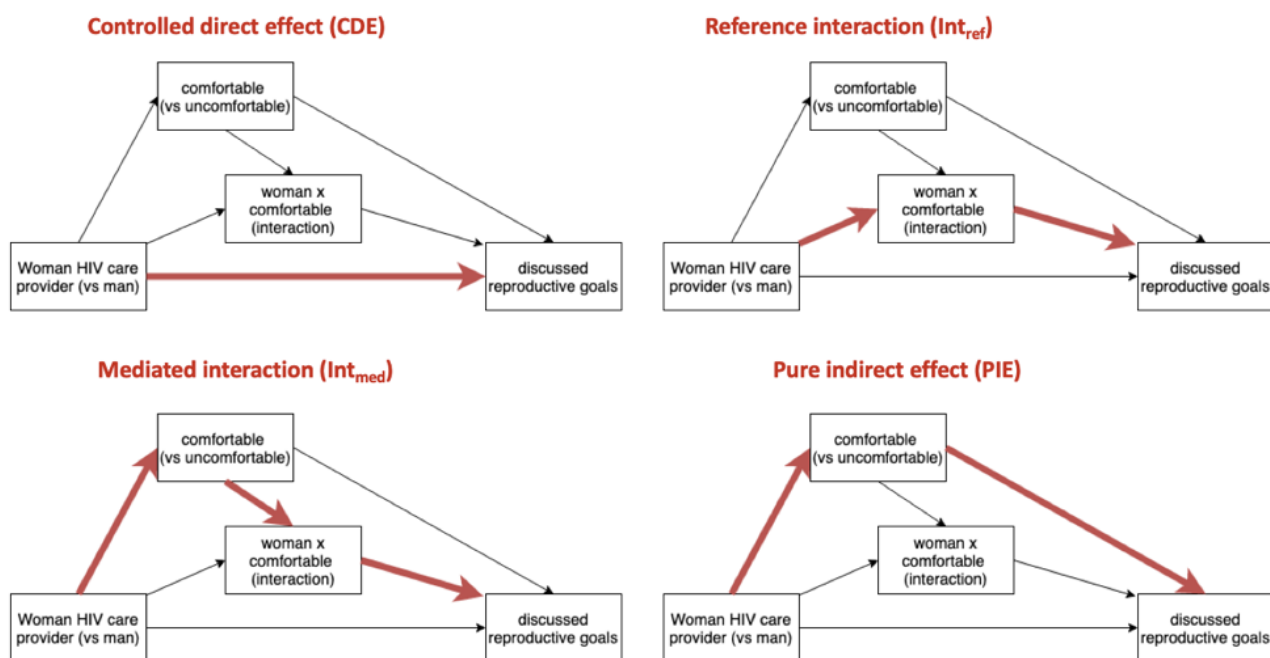 Controlled direct effect (CDE)
comfortable
(vs uncomfortable)
woman x
comfortable
(interaction)
Woman HIV care
provider (vs man)
discussed
reproductive goals
Reference interaction (Intref)
comfortable
(vs uncomfortable)
woman x
comfortable
(interaction)
Woman HIV care
provider (vs man)
discussed
reproductive goals
Mediated interaction (Intmed)
comfortable
(vs uncomfortable)
woman x
comfortable
(interaction)
Woman HIV care
provider (vs man)
discussed
reproductive goals
Pure indirect effect (PIE)
comfortable
(vs uncomfortable)
woman x
comfortable
(interaction)
Woman HIV care
provider (vs man)
discussed
reproductive goals